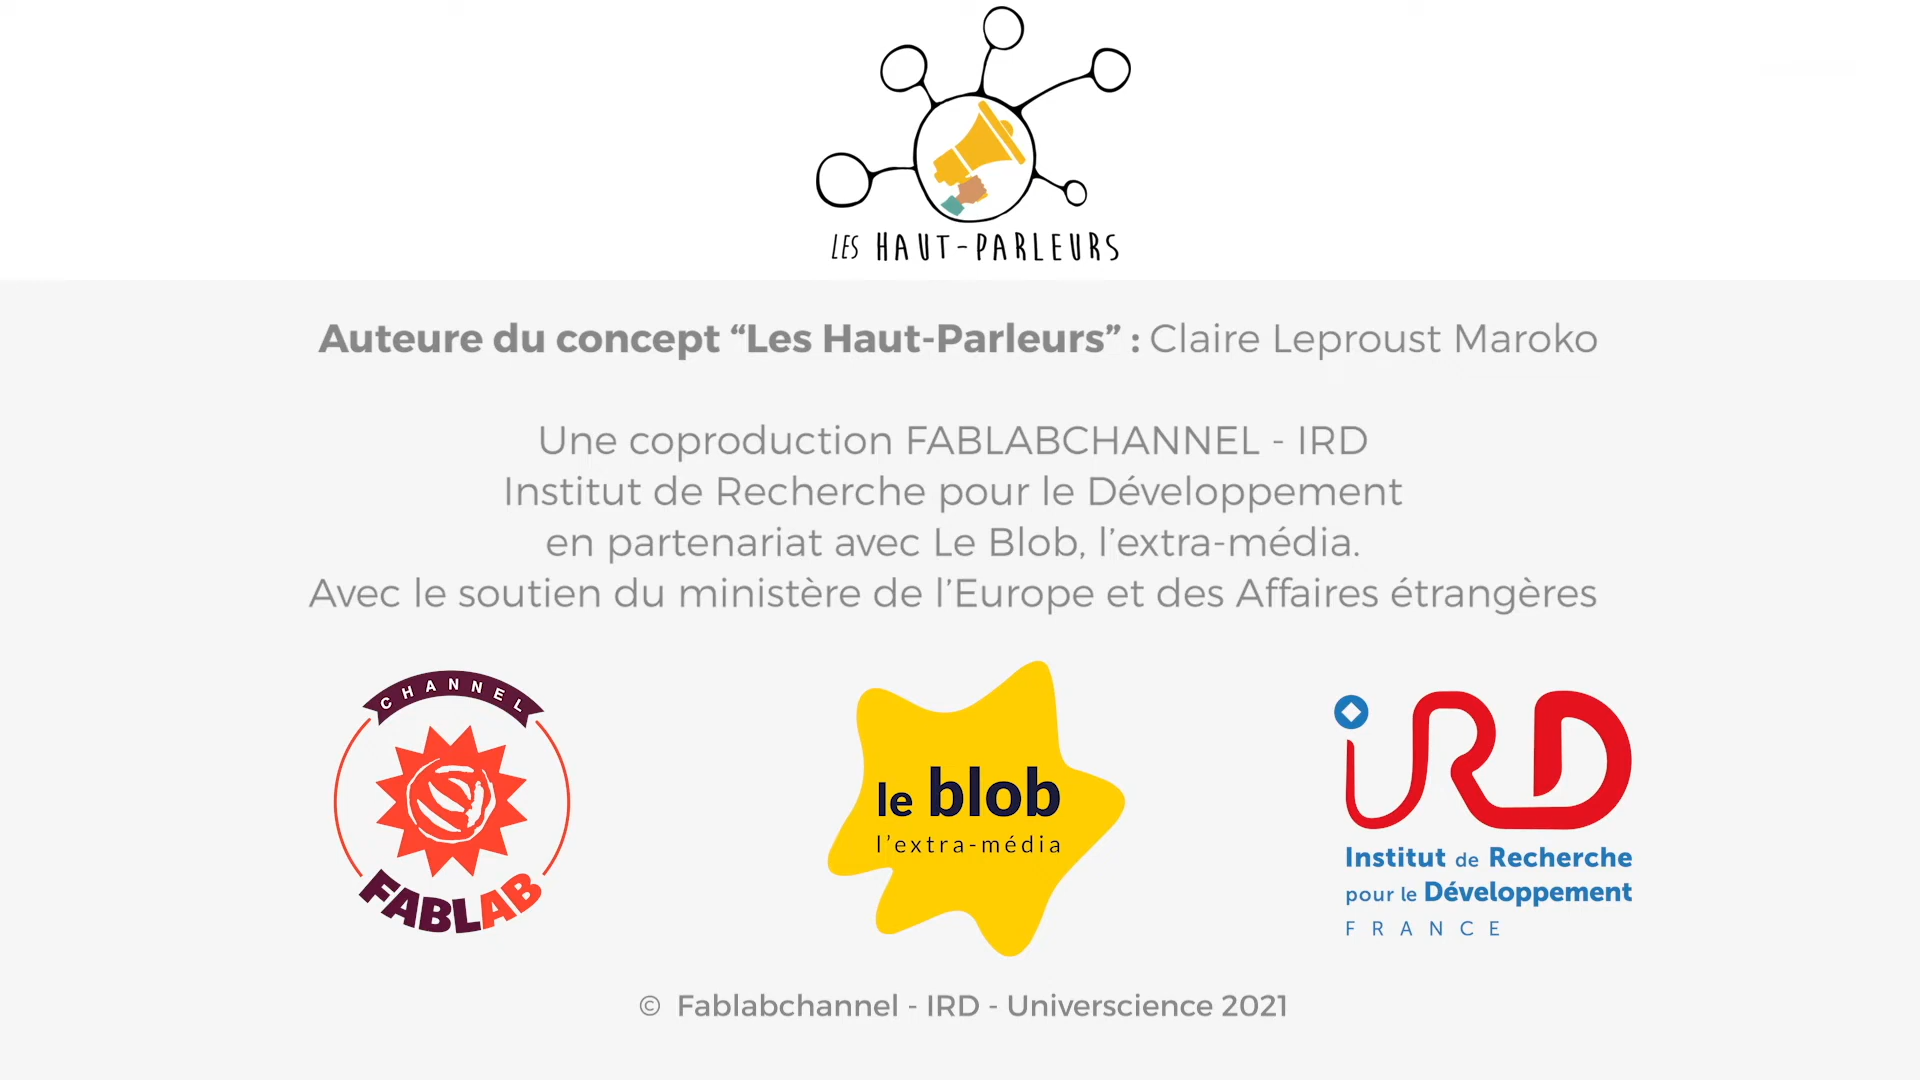 LES HAUT-PARLEURS
Auteure du concept “Les Haut-Parleurs” : Claire Leproust Maroko
Une coproduction FABLABCHANNEL - IRD
Institut de Recherche pour le Développement
en partenariat avec Le Blob, l’extra-média.
Avec le soutien du ministère de l’Europe et des Affaires étrangères
CHANNEL
FABLAB
le blob
l’extra-média
iRD
Institut de Recherche
pour le Développement
FRANCE
© Fablabchannel - IRD - Universcience 2021